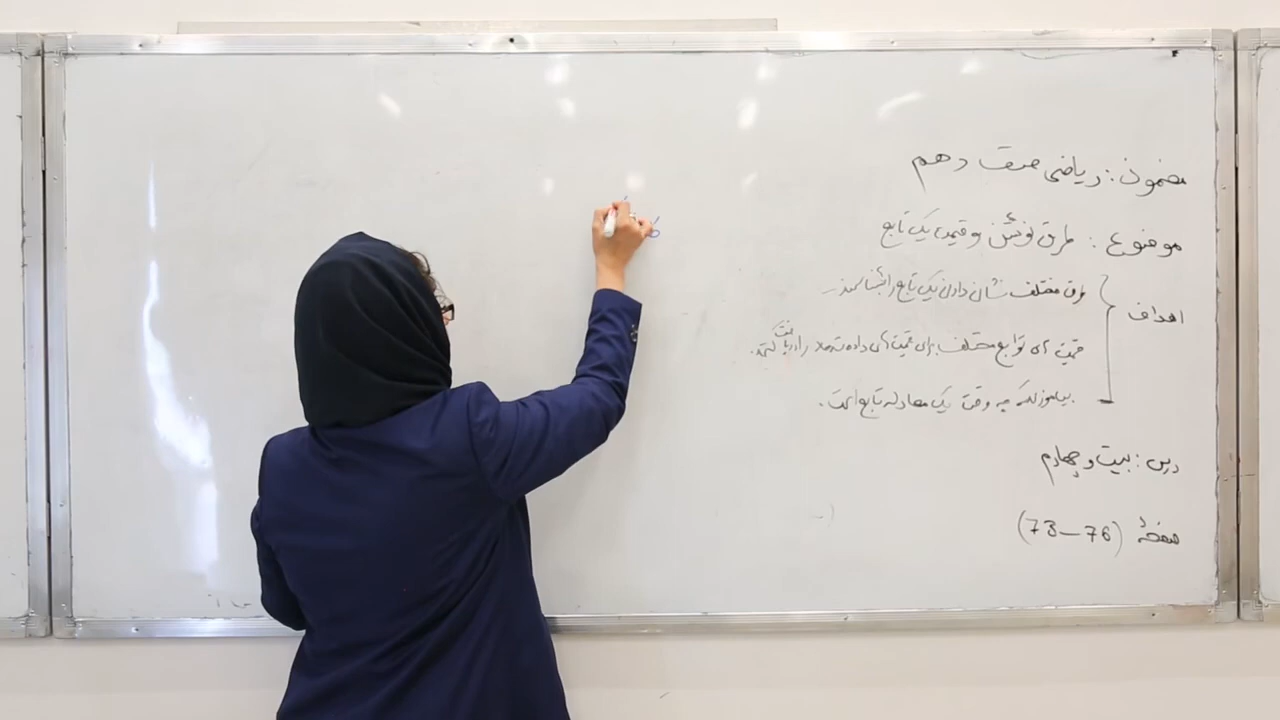 مضمون: ریاضی صنف دهم
موضوع: طرق نوشتن و قیمت یک تابع
اهداف
طرق مختلف نشان دادن یک تابع را بشناسند.
قیمت های توابع مختلف برای قیمت های داده شده را دریافت کنند.
بیاموزند که چه وقت یک معادله تابع است.
درس: بیست و چهارم
صفحهٔ (73-76)